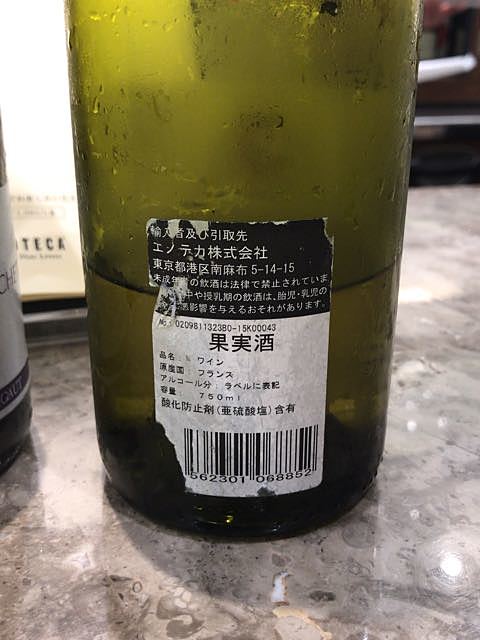 輸入者及び引取先
エノテカ株式会社
東京都港区南麻布 5-14-15
未成年者の飲酒は法律で禁止されていま
中や授乳期の飲酒は、胎児・乳児の
悪影響を与えるおそれがあります。
No. 0209811323B0-15K00043
果実酒
品名: ワイン
原産国 フランス
アルコール分: ラベルに表記
容量 750ml
酸化防止剤(亜硫酸塩)含有
562301 068852
OTECA
CHE